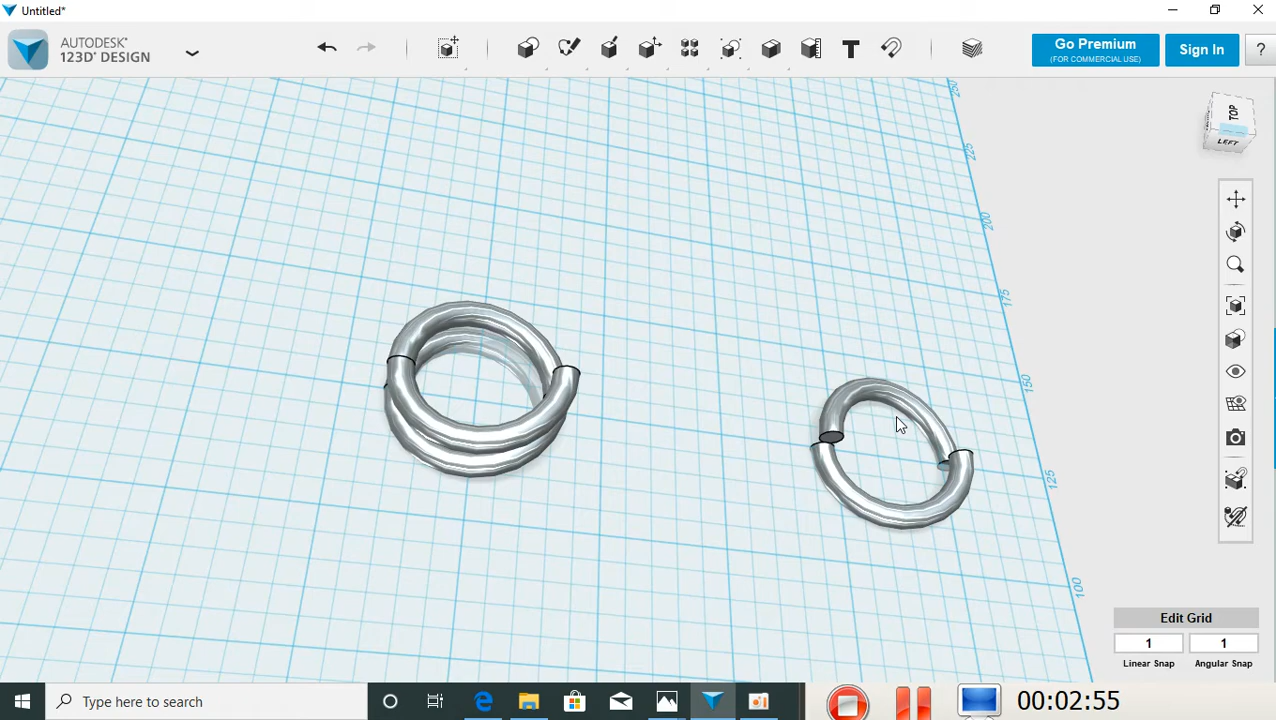 Untitled*
AUTODESK®
123D® DESIGN
Go Premium
(FOR COMMERCIAL USE)
Sign In
?
TOP
LEFT
250
225
200
175
150
125
100
Edit Grid
1
1
Linear Snap
Angular Snap
Type here to search
00:02:55